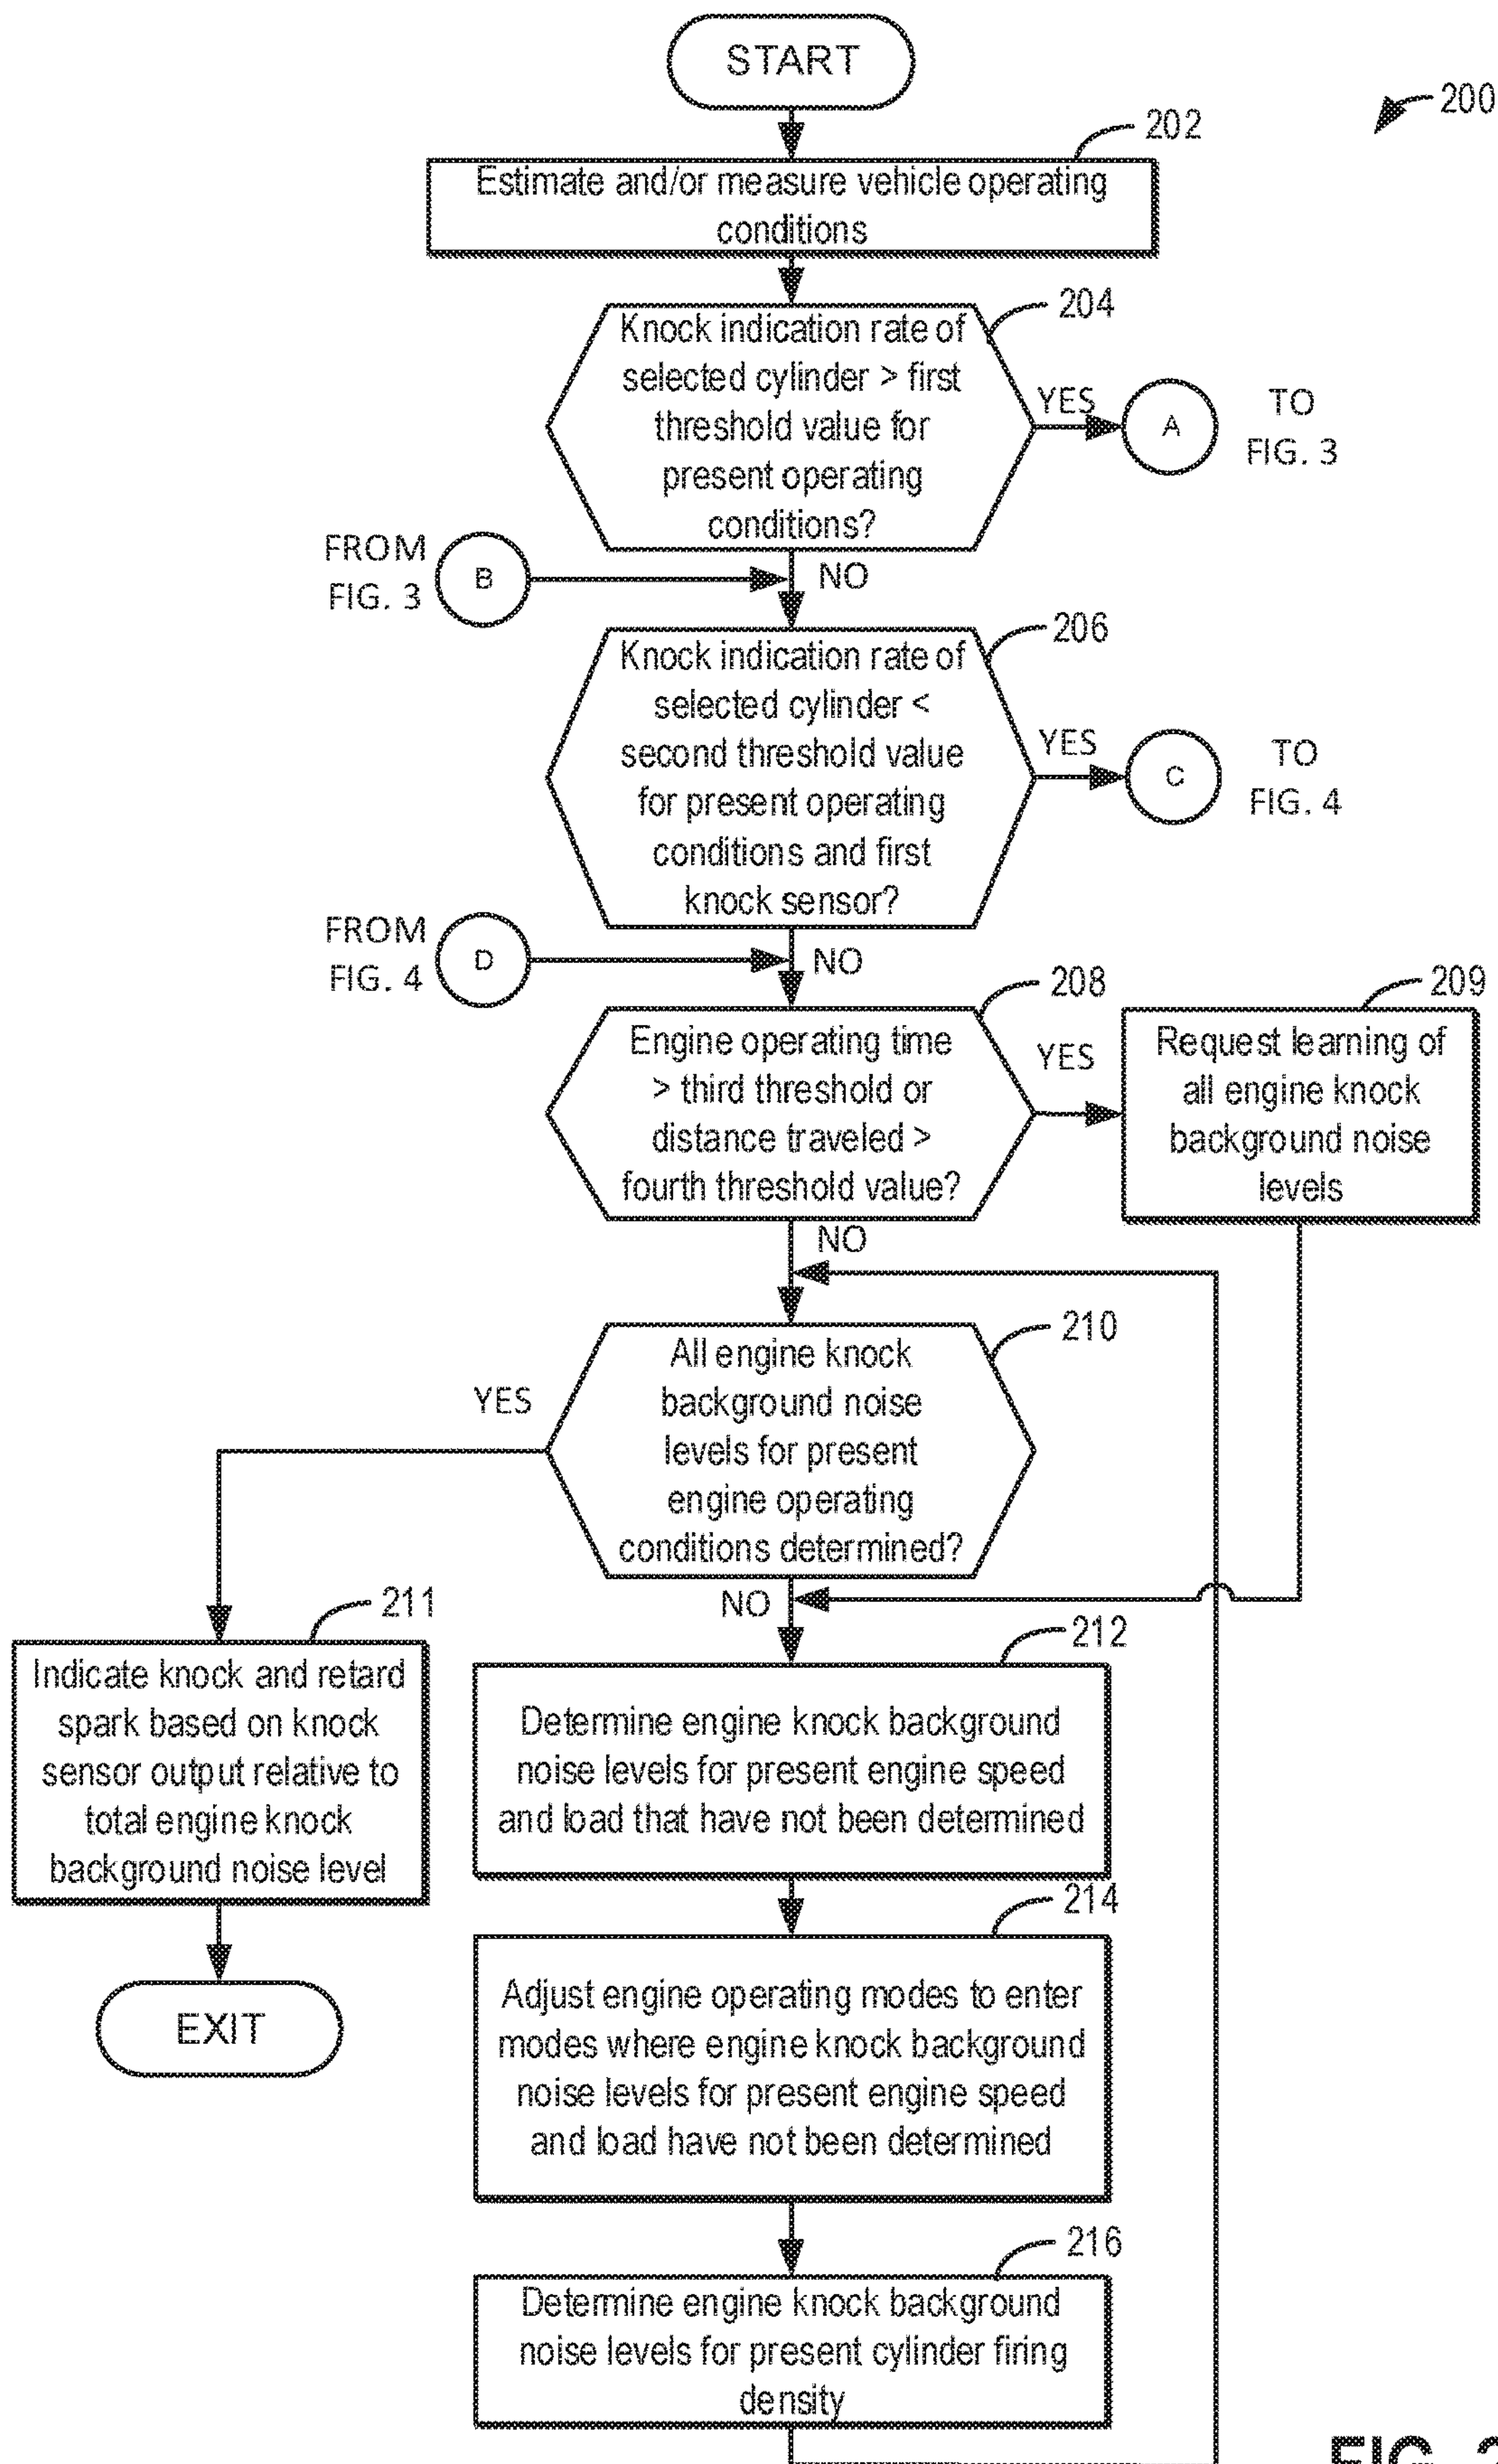 START
200
202
Estimate and/or measure vehicle operating
conditions
204
Knock indication rate of
selected cylinder > first
threshold value for
present operating
conditions?
YES
A
TO
FIG. 3
FROM
FIG. 3
B
NO
206
Knock indication rate of
selected cylinder <
second threshold value
for present operating
conditions and first
knock sensor?
YES
C
TO
FIG. 4
FROM
FIG. 4
D
NO
208
Engine operating time
> third threshold or
distance traveled >
fourth threshold value?
YES
209
Request learning of
all engine knock
background noise
levels
NO
210
All engine knock
background noise
levels for present
engine operating
conditions determined?
YES
NO
211
Indicate knock and retard
spark based on knock
sensor output relative to
total engine knock
background noise level
EXIT
212
Determine engine knock background
noise levels for present engine speed
and load that have not been determined
214
Adjust engine operating modes to enter
modes where engine knock background
noise levels for present engine speed
and load have not been determined
216
Determine engine knock background
noise levels for present cylinder firing
density
FIG.